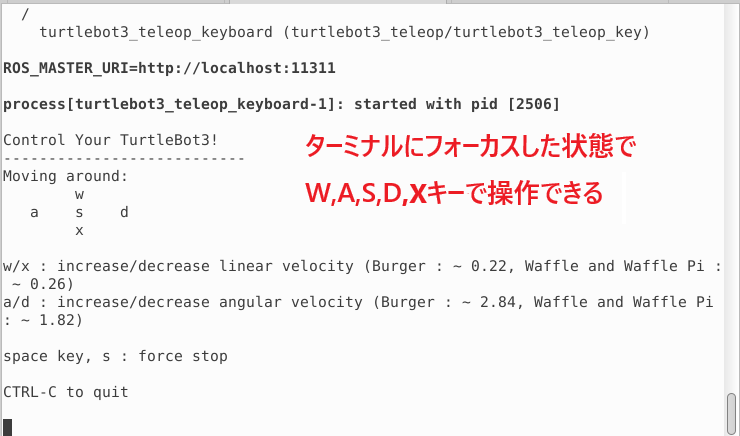 /
turtlebot3_teleop_keyboard (turtlebot3_teleop/turtlebot3_teleop_key)
ROS_MASTER_URI=http://localhost:11311
process[turtlebot3_teleop_keyboard-1]: started with pid [2506]
Control Your TurtleBot3!
---------------------------
Moving around:
w
a s d
x
ターミナルにフォーカスした状態で
W,A,S,D,Xキーで操作できる
w/x : increase/decrease linear velocity (Burger : ~ 0.22, Waffle and Waffle Pi :
~ 0.26)
a/d : increase/decrease angular velocity (Burger : ~ 2.84, Waffle and Waffle Pi
: ~ 1.82)
space key, s : force stop
CTRL-C to quit